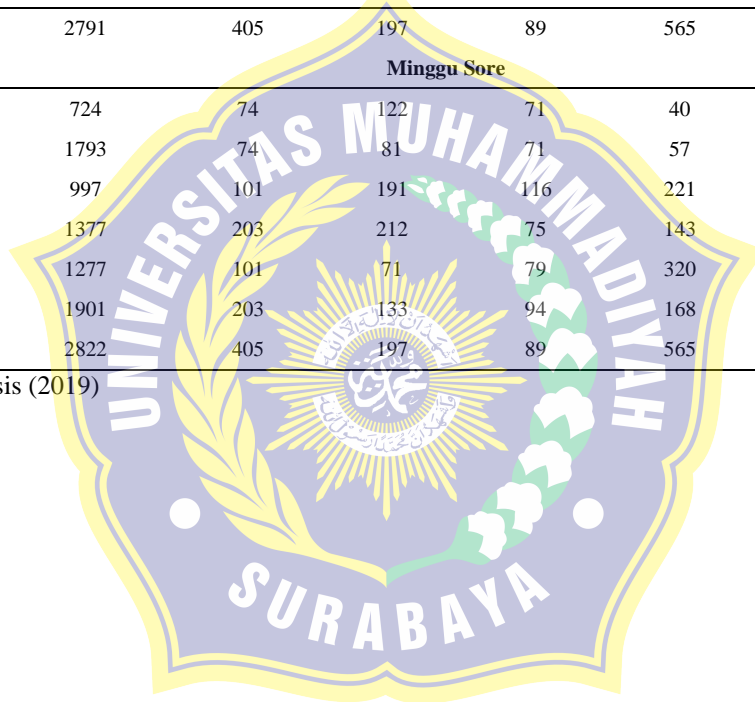 2791 405 197 89 565
Minggu Sore
724 74 122 71 40
1793 74 81 71 57
997 101 191 116 221
1377 203 212 75 143
1277 101 71 79 320
1901 203 133 94 168
2822 405 197 89 565
sis (2019)
UNIVERSITAS MUHAMMADIYAH
SURABAYA